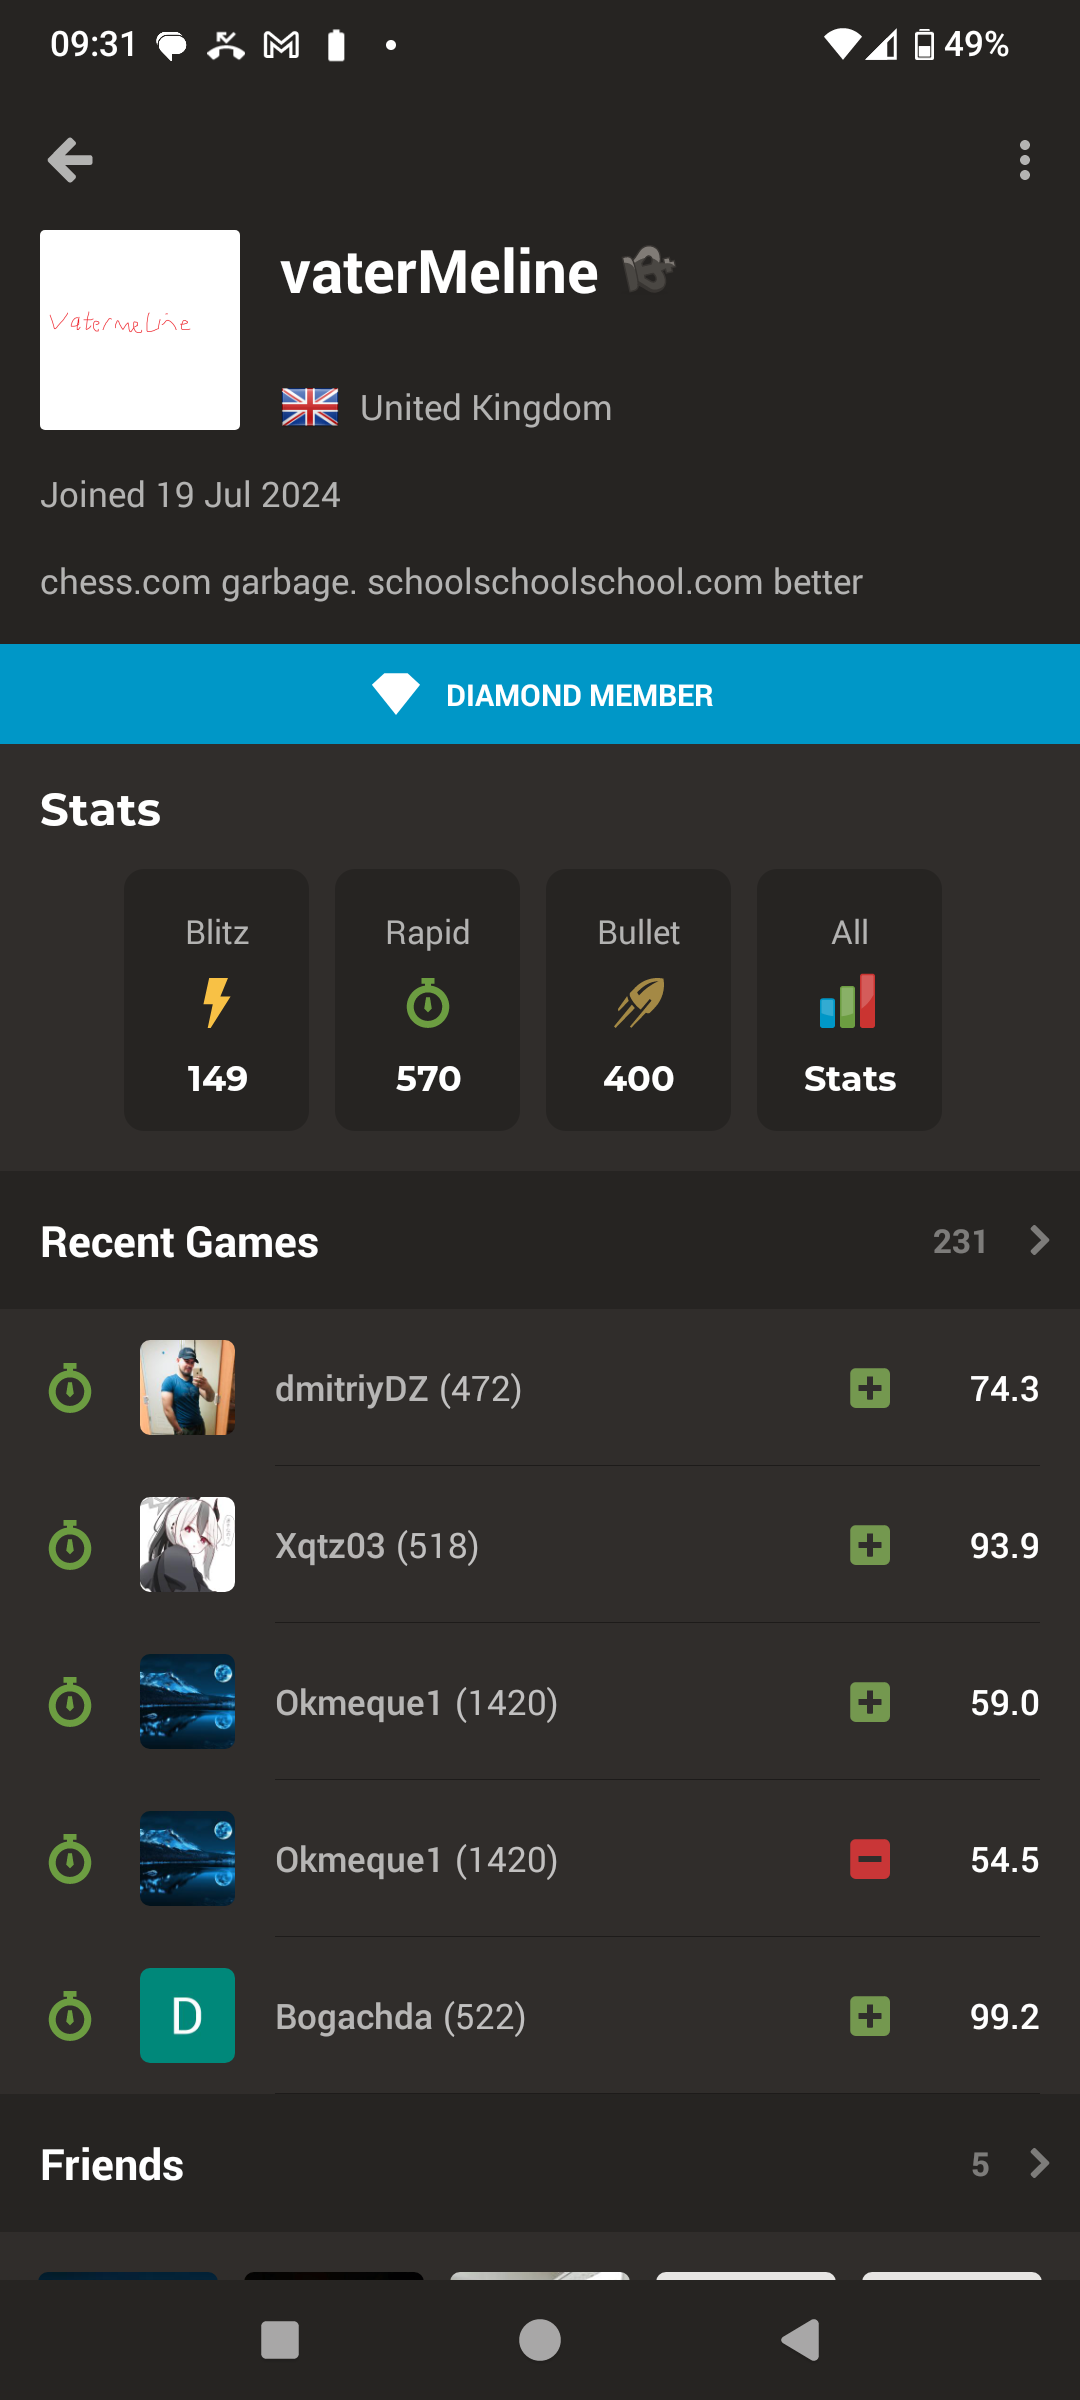 09:31 49%
vaterMeline
VatermeLine
United Kingdom
Joined 19 Jul 2024
chess.com garbage. schoolschoolschool.com better
DIAMOND MEMBER
Stats
Blitz Rapid Bullet All
149 570 400 Stats
Recent Games 231
dmitriyDZ (472) 74.3
Xqtz03 (518) 93.9
Okmeque1 (1420) 59.0
Okmeque1 (1420) 54.5
D Bogachda (522) 99.2
Friends 5